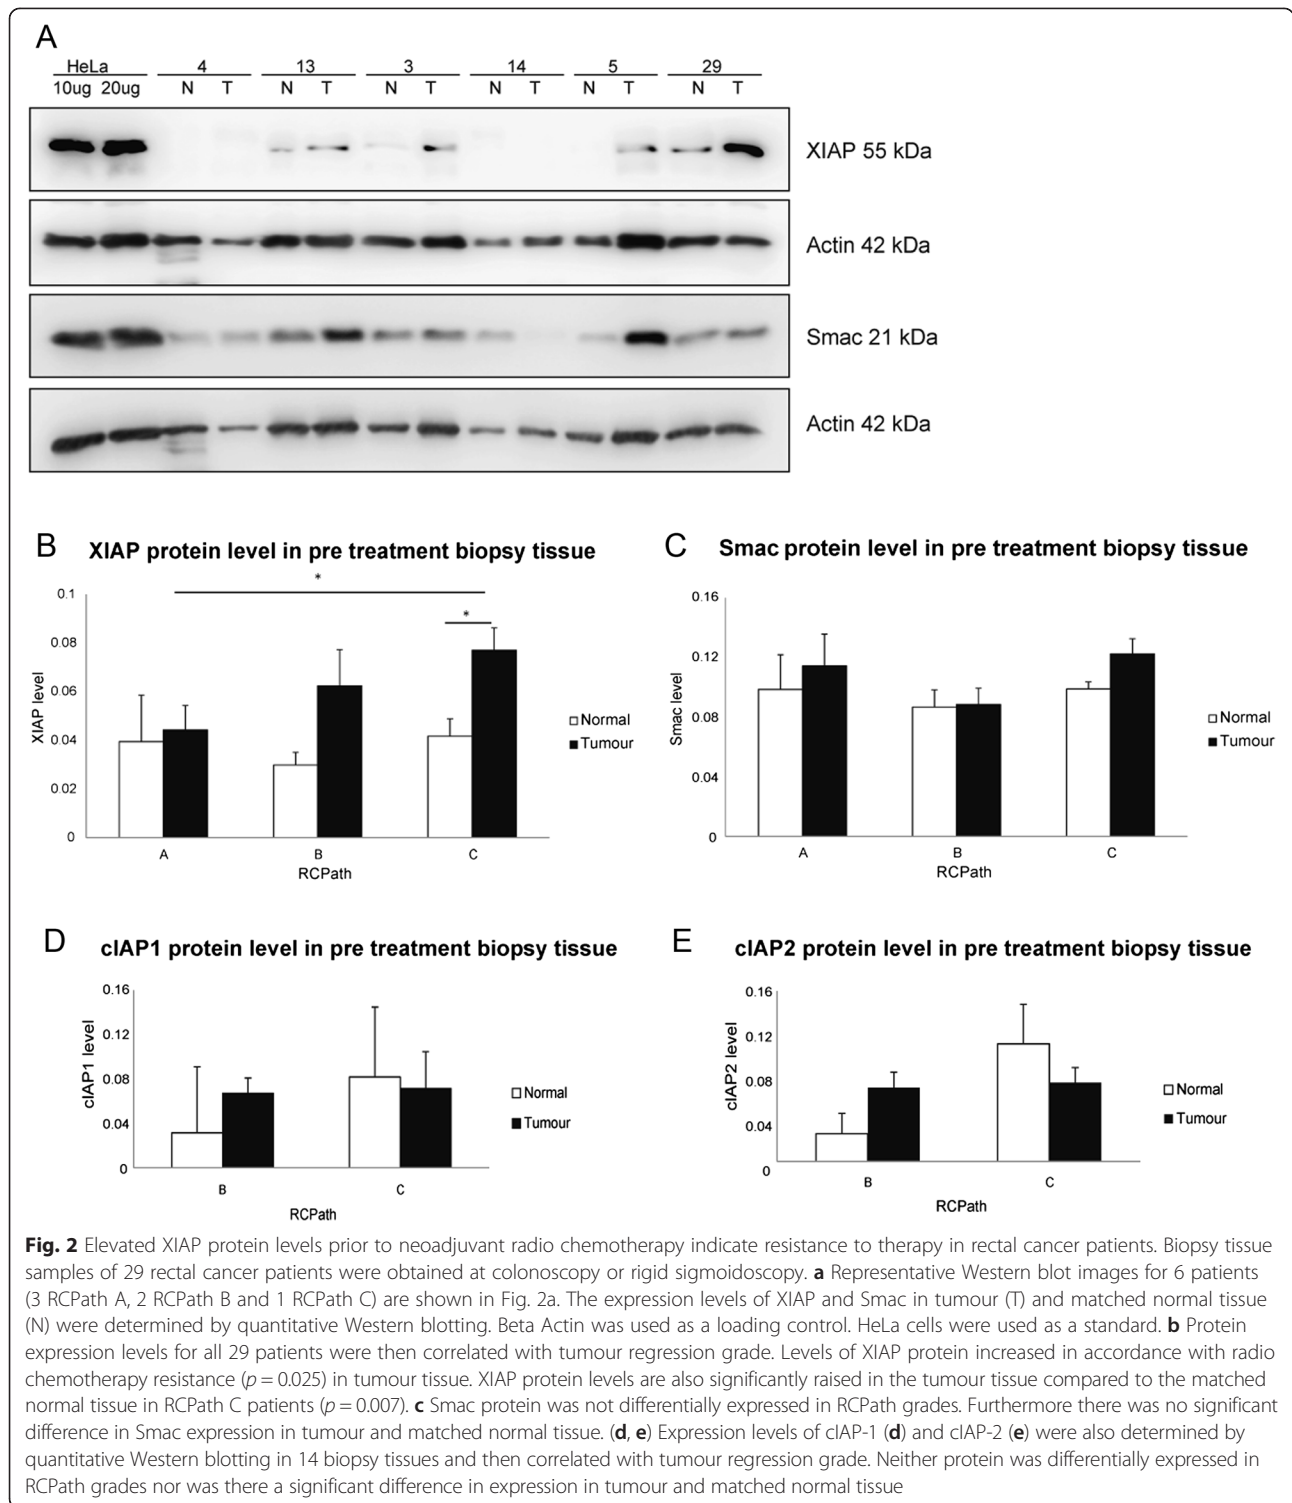 A
HeLa 4 13 3 14 5 29
10ug 20ug N T N T N T N T N T N T
XIAP 55 kDa
Actin 42 kDa
Smac 21 kDa
Actin 42 kDa
B XIAP protein level in pre treatment biopsy tissue
*
*
0.1
0.08
0.06
0.04
0.02
0
XIAP level
A B C
RCPath
Normal
Tumour
C Smac protein level in pre treatment biopsy tissue
0.16
0.12
0.08
0.04
0
Smac level
A B C
RCPath
Normal
Tumour
D cIAP1 protein level in pre treatment biopsy tissue
0.16
0.12
0.08
0.04
0
cIAP1 level
B C
RCPath
Normal
Tumour
E cIAP2 protein level in pre treatment biopsy tissue
0.16
0.12
0.08
0.04
0
cIAP2 level
B C
RCPath
Normal
Tumour
Fig. 2 Elevated XIAP protein levels prior to neoadjuvant radio chemotherapy indicate resistance to therapy in rectal cancer patients. Biopsy tissue
samples of 29 rectal cancer patients were obtained at colonoscopy or rigid sigmoidoscopy. a Representative Western blot images for 6 patients
(3 RCPath A, 2 RCPath B and 1 RCPath C) are shown in Fig. 2a. The expression levels of XIAP and Smac in tumour (T) and matched normal tissue
(N) were determined by quantitative Western blotting. Beta Actin was used as a loading control. HeLa cells were used as a standard. b Protein
expression levels for all 29 patients were then correlated with tumour regression grade. Levels of XIAP protein increased in accordance with radio
chemotherapy resistance (p = 0.025) in tumour tissue. XIAP protein levels are also significantly raised in the tumour tissue compared to the matched
normal tissue in RCPath C patients (p = 0.007). c Smac protein was not differentially expressed in RCPath grades. Furthermore there was no significant
difference in Smac expression in tumour and matched normal tissue. (d, e) Expression levels of cIAP-1 (d) and cIAP-2 (e) were also determined by
quantitative Western blotting in 14 biopsy tissues and then correlated with tumour regression grade. Neither protein was differentially expressed in
RCPath grades nor was there a significant difference in expression in tumour and matched normal tissue